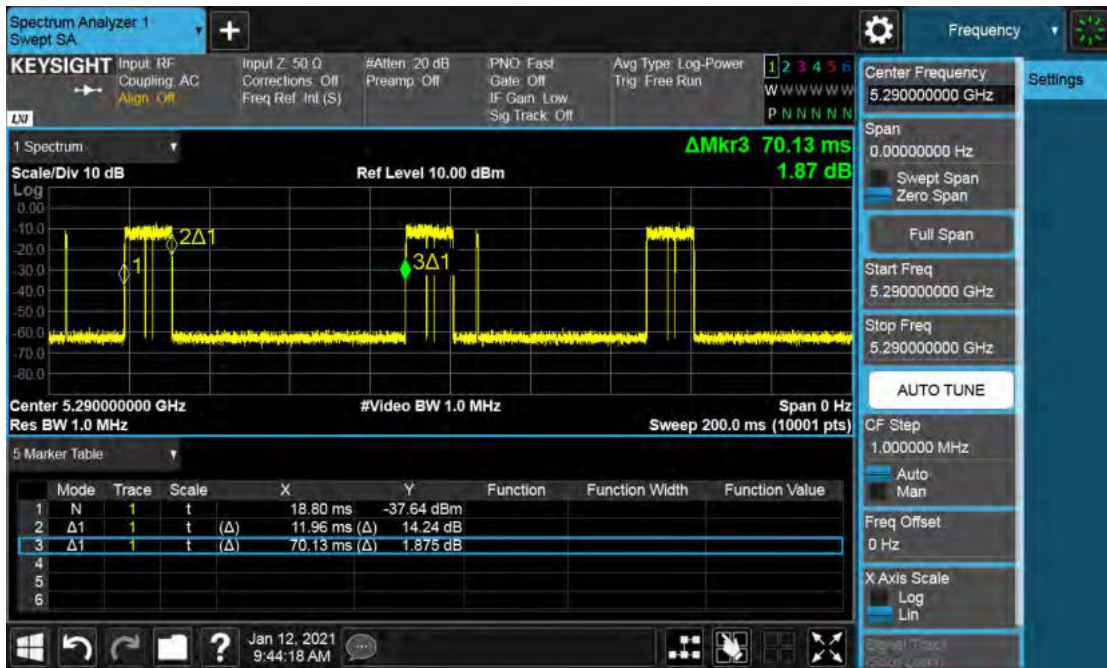 Spectrum Analyzer 1
Swept SA
+
Frequency
KEYSIGHT Input: RF Input Z: 50 Ω #Atten: 20 dB PNO: Fast Avg Type: Log-Power 1 2 3 4 5 6
Coupling: AC Corrections: Off Preamp: Off Gate: Off Trig: Free Run W W W W W W
Align: Off Freq Ref: Int (S) IF Gain: Low
LXI Sig Track: Off P N N N N N
Center Frequency
5.290000000 GHz
Settings
1 Spectrum
ΔMkr3 70.13 ms
Scale/Div 10 dB Ref Level 10.00 dBm 1.87 dB
Log
0.00
-10.0
-20.0
-30.0
-40.0
-50.0
-60.0
-70.0
-80.0
1
2Δ1
3Δ1
Center 5.290000000 GHz #Video BW 1.0 MHz Span 0 Hz
Res BW 1.0 MHz Sweep 200.0 ms (10001 pts)
Span
0.00000000 Hz
Swept Span
Zero Span
Full Span
Start Freq
5.290000000 GHz
Stop Freq
5.290000000 GHz
AUTO TUNE
CF Step
1.000000 MHz
Auto
Man
Freq Offset
0 Hz
X Axis Scale
Log
Lin
Signal Track
5 Marker Table
Mode Trace Scale X Y Function Function Width Function Value
1 N 1 t 18.80 ms -37.64 dBm
2 Δ1 1 t (Δ) 11.96 ms (Δ) 14.24 dB
3 Δ1 1 t (Δ) 70.13 ms (Δ) 1.875 dB
4
5
6
?
Jan 12, 2021
9:44:18 AM